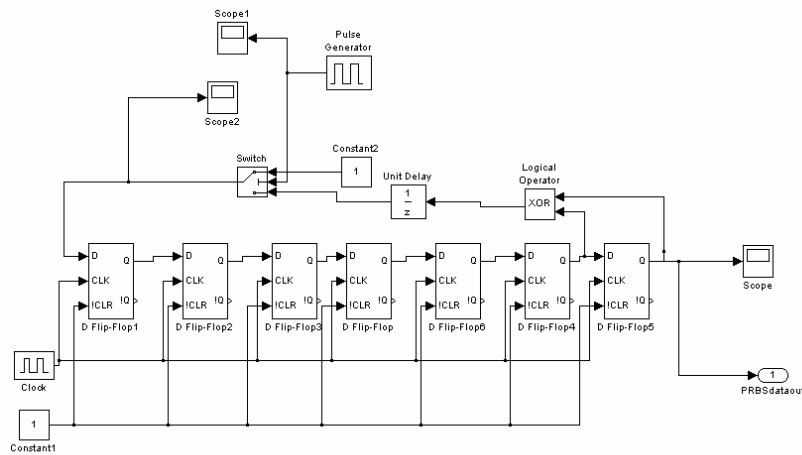 Scope1
Pulse
Generator
Scope2
Switch
Constant2
1
Unit Delay
1
z
Logical
Operator
XOR
D Q
CLK
!CLR !Q
D Flip-Flop1
D Q
CLK
!CLR !Q
D Flip-Flop2
D Q
CLK
!CLR !Q
D Flip-Flop3
D Q
CLK
!CLR !Q
D Flip-Flop
D Q
CLK
!CLR !Q
D Flip-Flop6
D Q
CLK
!CLR !Q
D Flip-Flop4
D Q
CLK
!CLR !Q
D Flip-Flop5
Scope
Clock
1
PRBSdataout
1
Constant1